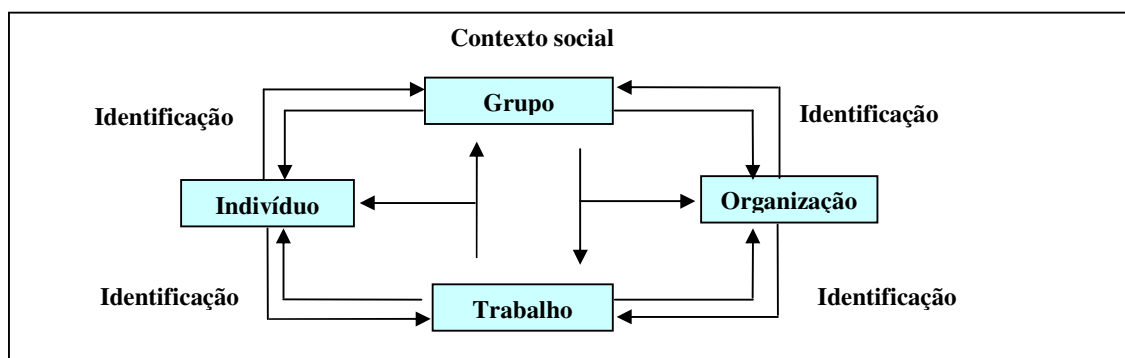 Contexto social
Grupo
Identificação
Identificação
Indivíduo
Organização
Identificação
Identificação
Trabalho